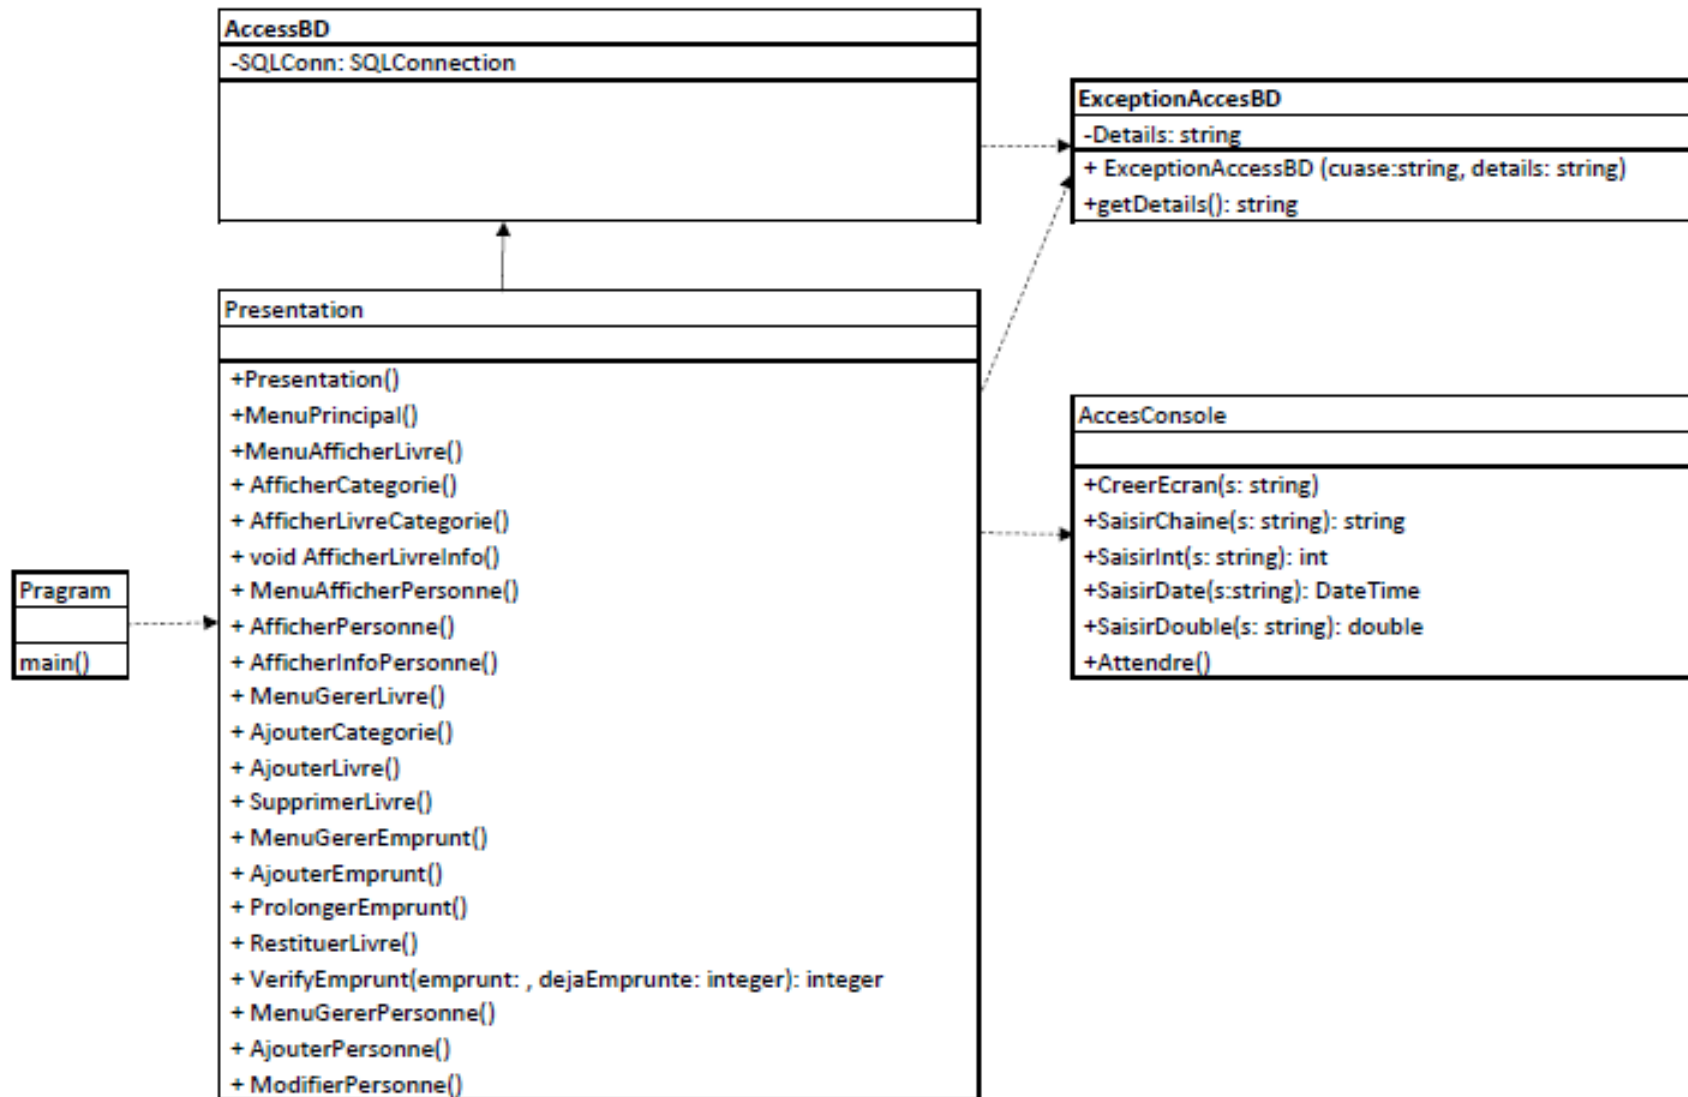 AccessBD
-SQLConn: SQLConnection
ExceptionAccesBD
-Details: string
+ ExceptionAccessBD (cuase:string, details: string)
+getDetails(): string
Presentation
+Presentation()
+MenuPrincipal()
+MenuAfficherLivre()
+ AfficherCategorie()
+ AfficherLivreCategorie()
+ void AfficherLivreInfo()
+ MenuAfficherPersonne()
+ AfficherPersonne()
+ AfficherInfoPersonne()
+ MenuGererLivre()
+ AjouterCategorie()
+ AjouterLivre()
+ SupprimerLivre()
+ MenuGererEmprunt()
+ AjouterEmprunt()
+ ProlongerEmprunt()
+ RestituerLivre()
+ VerifyEmprunt(emprunt: , dejaEmprunte: integer): integer
+ MenuGererPersonne()
+ AjouterPersonne()
+ ModifierPersonne()
AccesConsole
+CreerEcran(s: string)
+SaisirChaine(s: string): string
+SaisirInt(s: string): int
+SaisirDate(s:string): DateTime
+SaisirDouble(s: string): double
+Attendre()
Pragram
main()